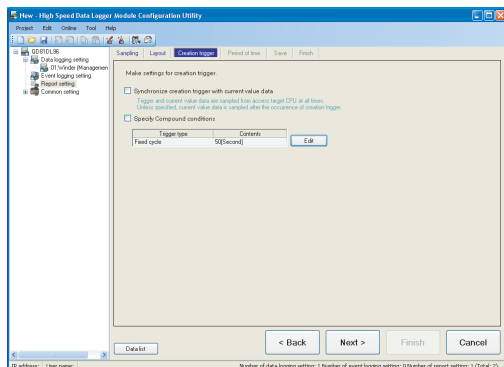 New - High Speed Data Logger Module Configuration Utility
Project Edit Online Tool Help
QD81DL96
Data logging setting
01:Winder (Managemen
Event logging setting
Report setting
Common setting
Sampling Layout Creation trigger Period of time Save Finish
Make settings for creation trigger.
Synchronize creation trigger with current value data
Trigger and current value data are sampled from access target CPU at all times.
Unless specified, current value data is sampled after the occurrence of creation trigger.
Specify Compound conditions
Trigger type Contents
Fixed cycle 50[Second] Edit
Data list < Back Next > Finish Cancel
IP address: User name: Number of data logging setting: 1 Number of event logging setting: 0 Number of report setting: 1 (Total: 2)